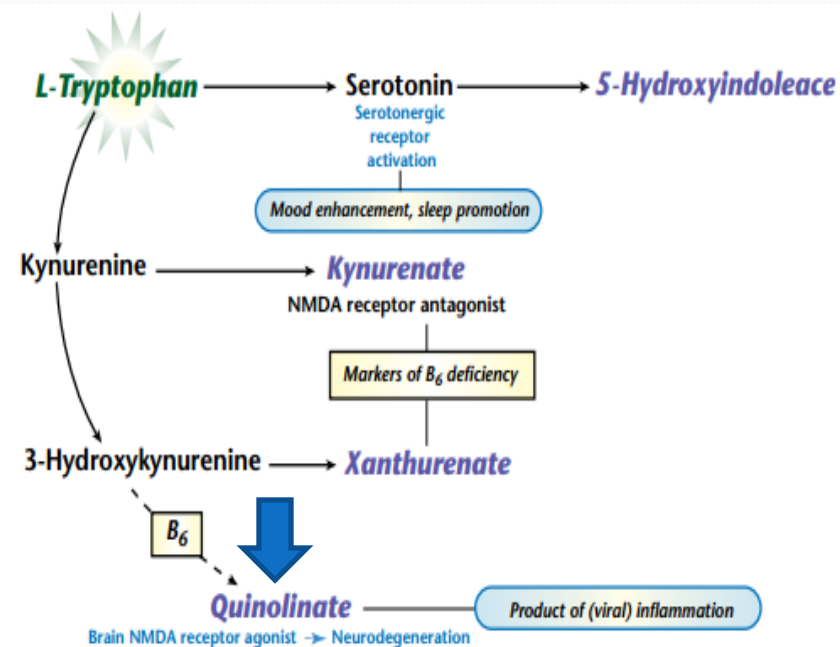 L-Tryptophan
Serotonin
5-Hydroxyindoleace
Serotonergic
receptor
activation
Mood enhancement, sleep promotion
Kynurenine
Kynurenate
NMDA receptor antagonist
Markers of B6 deficiency
3-Hydroxykynurenine
Xanthurenate
B6
Quinolinate
Product of (viral) inflammation
Brain NMDA receptor agonist → Neurodegeneration